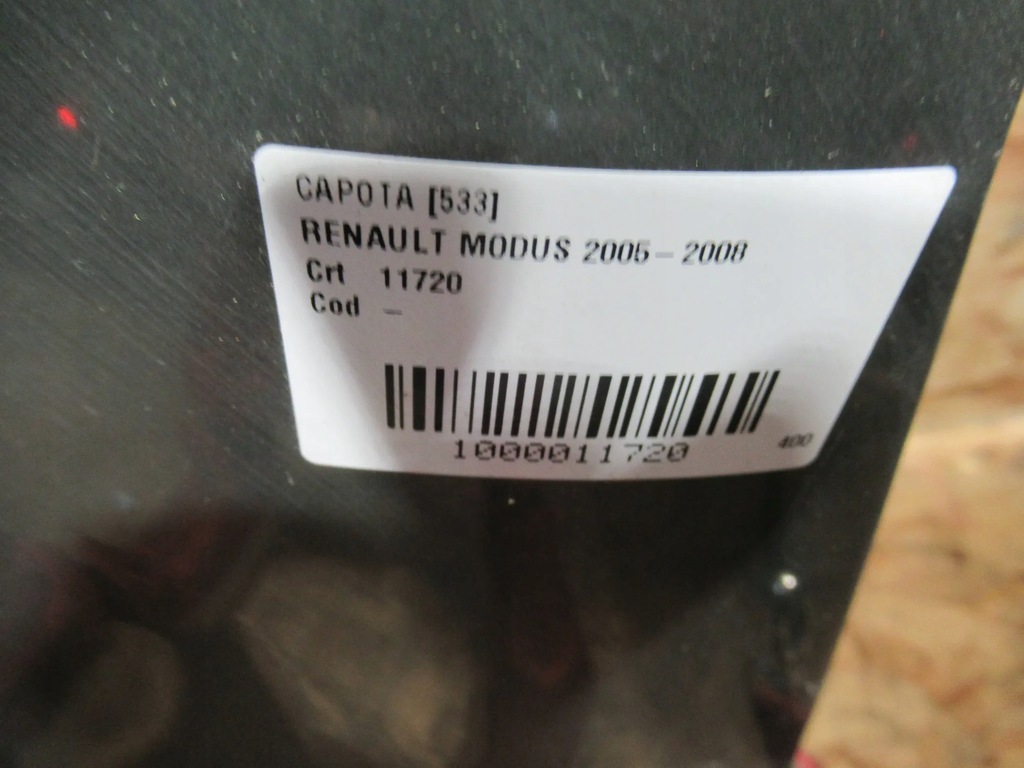 CAPOTA [533]
RENAULT MODUS 2005-2008
Crt 11720
Cod -
1000011720
400